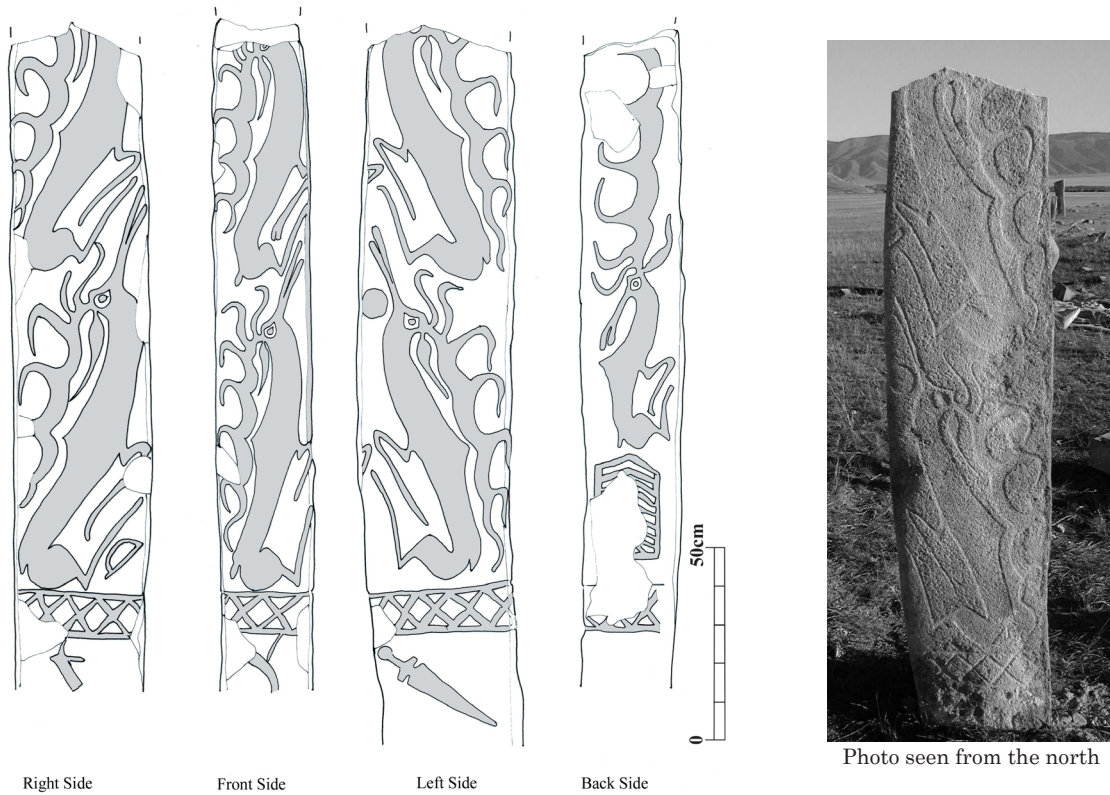 50cm
0
Right Side
Front Side
Left Side
Back Side
Photo seen from the north